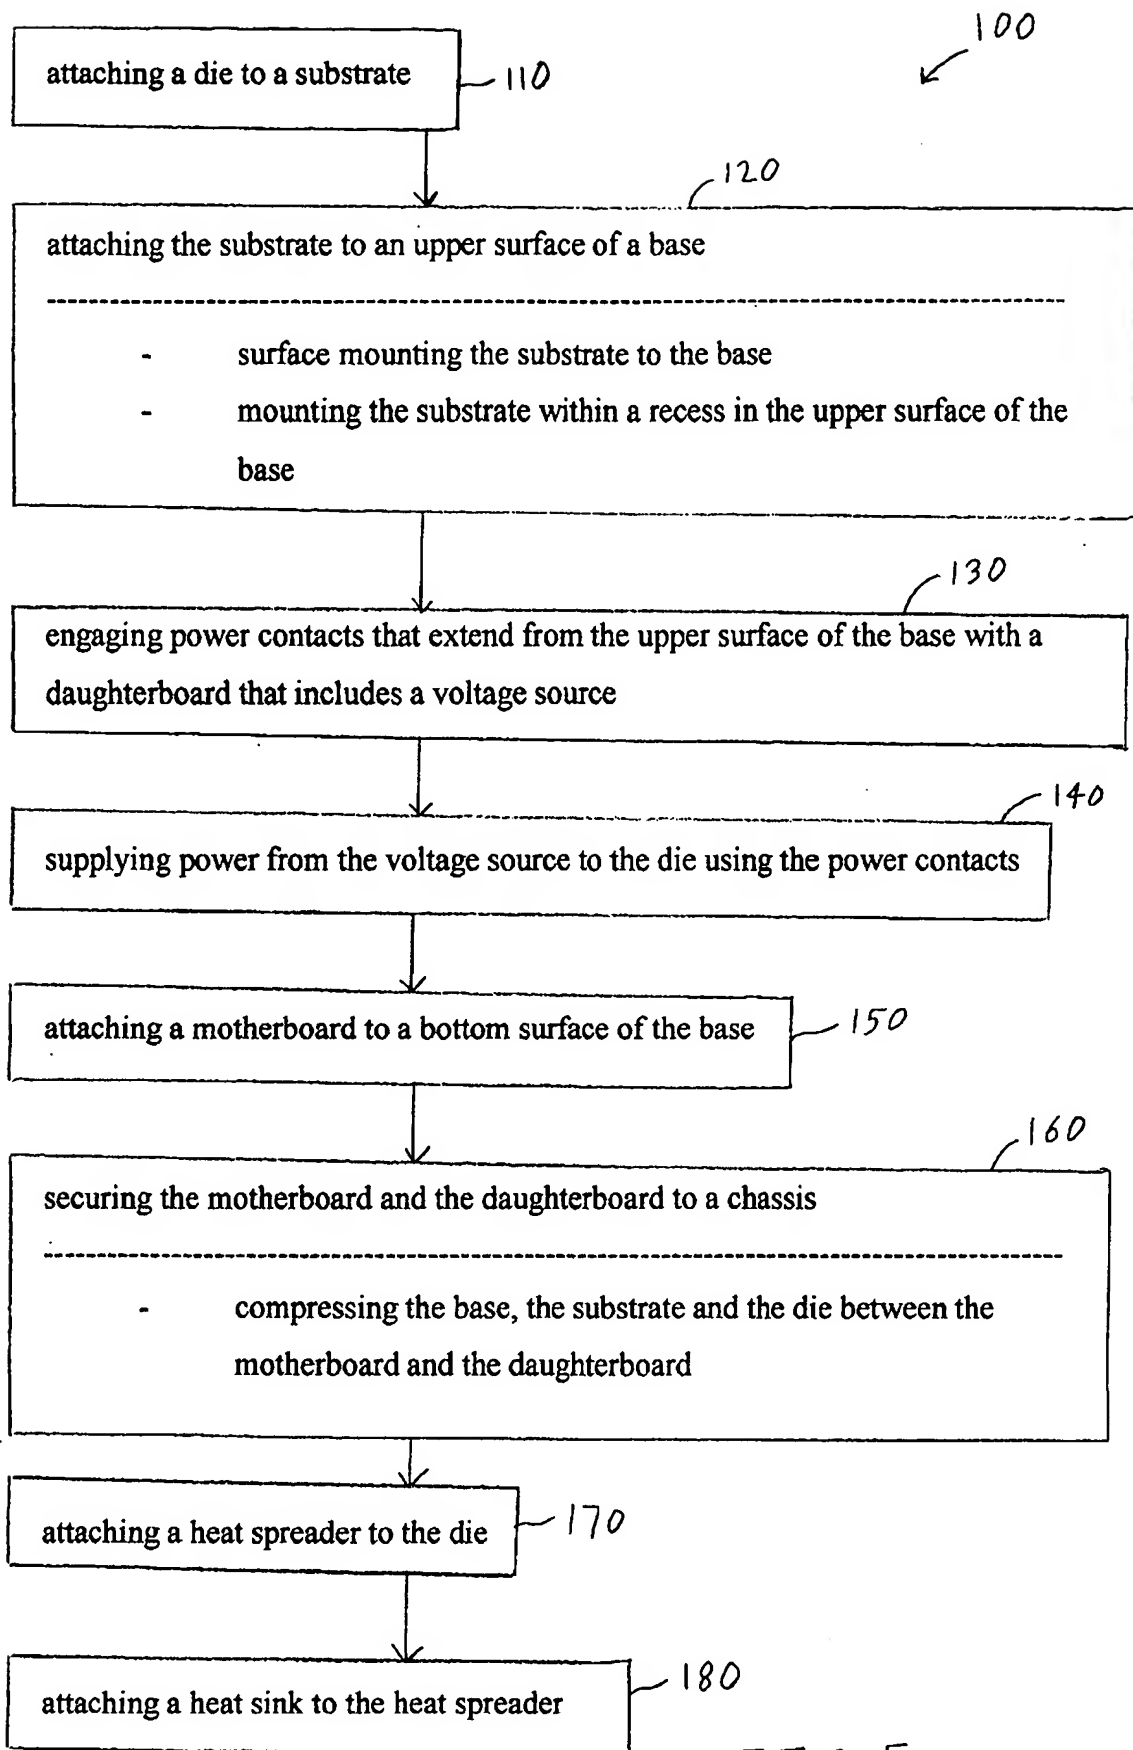 100
attaching a die to a substrate
110
120
attaching the substrate to an upper surface of a base
- surface mounting the substrate to the base
- mounting the substrate within a recess in the upper surface of the
base
130
engaging power contacts that extend from the upper surface of the base with a
daughterboard that includes a voltage source
140
supplying power from the voltage source to the die using the power contacts
attaching a motherboard to a bottom surface of the base
150
160
securing the motherboard and the daughterboard to a chassis
- compressing the base, the substrate and the die between the
motherboard and the daughterboard
attaching a heat spreader to the die
170
attaching a heat sink to the heat spreader
180